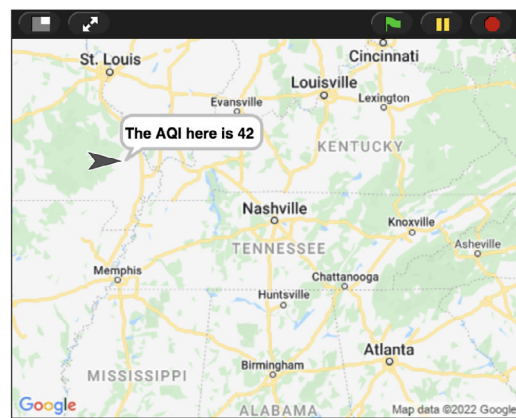 Cincinnati
St. Louis
Louisville
Lexington
Evansville
The AQI here is 42
KENTUCKY
Nashville
Knoxville
TENNESSEE
Asheville
Memphis
Chattanooga
Huntsville
Atlanta
Birmingham
MISSISSIPPI
Google
ALABAMA
Map data ©2022 Google